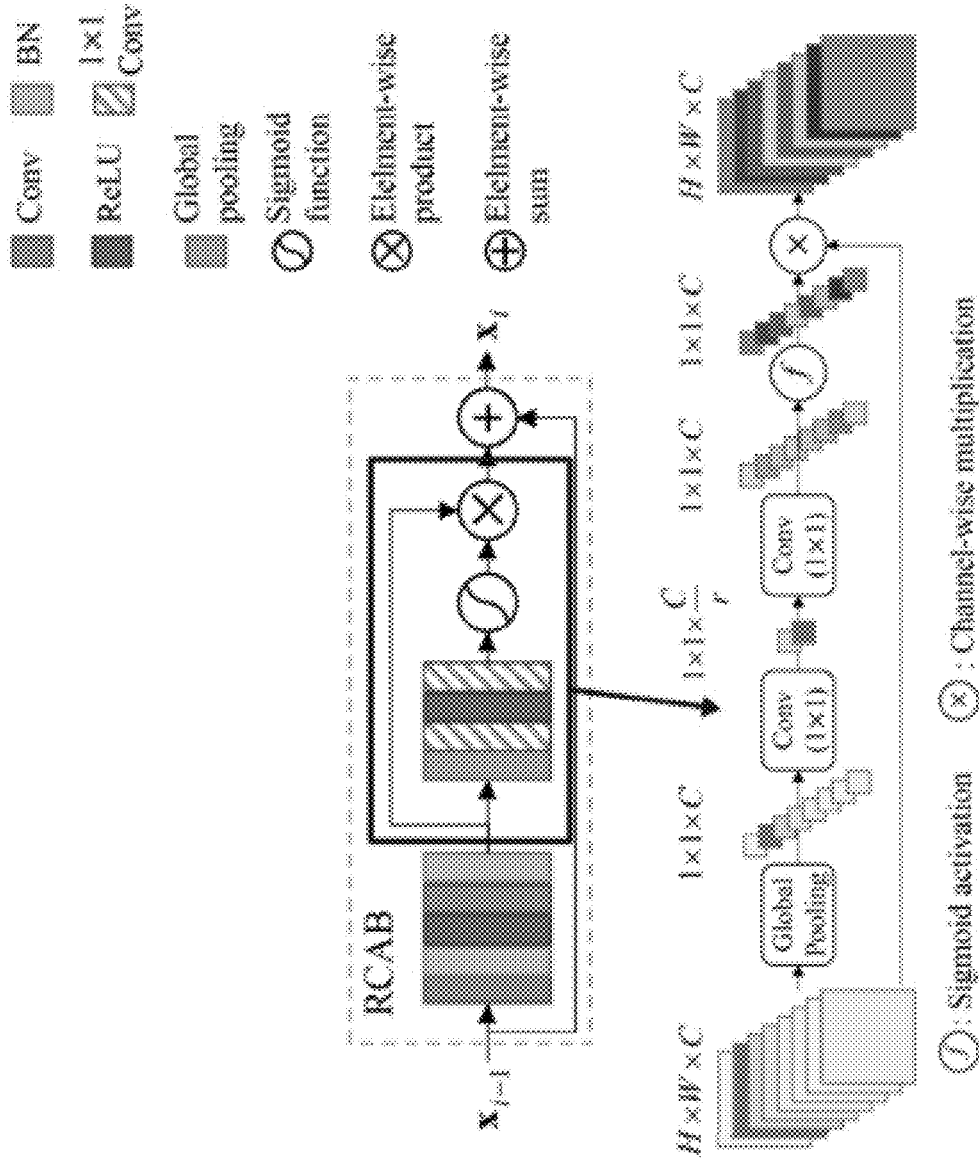 Conv
BN
ReLU
1×1
Conv
Global
pooling
Sigmoid
function
Elelment-wise
product
Elelment-wise
sum
RCAB
x_{i−1}
x_i
H×W×C
1×1×C
1×1×C/r
1×1×C
1×1×C
H×W×C
Global
Pooling
Conv
(1×1)
Conv
(1×1)
: Sigmoid activation
: Channel-wise multiplication